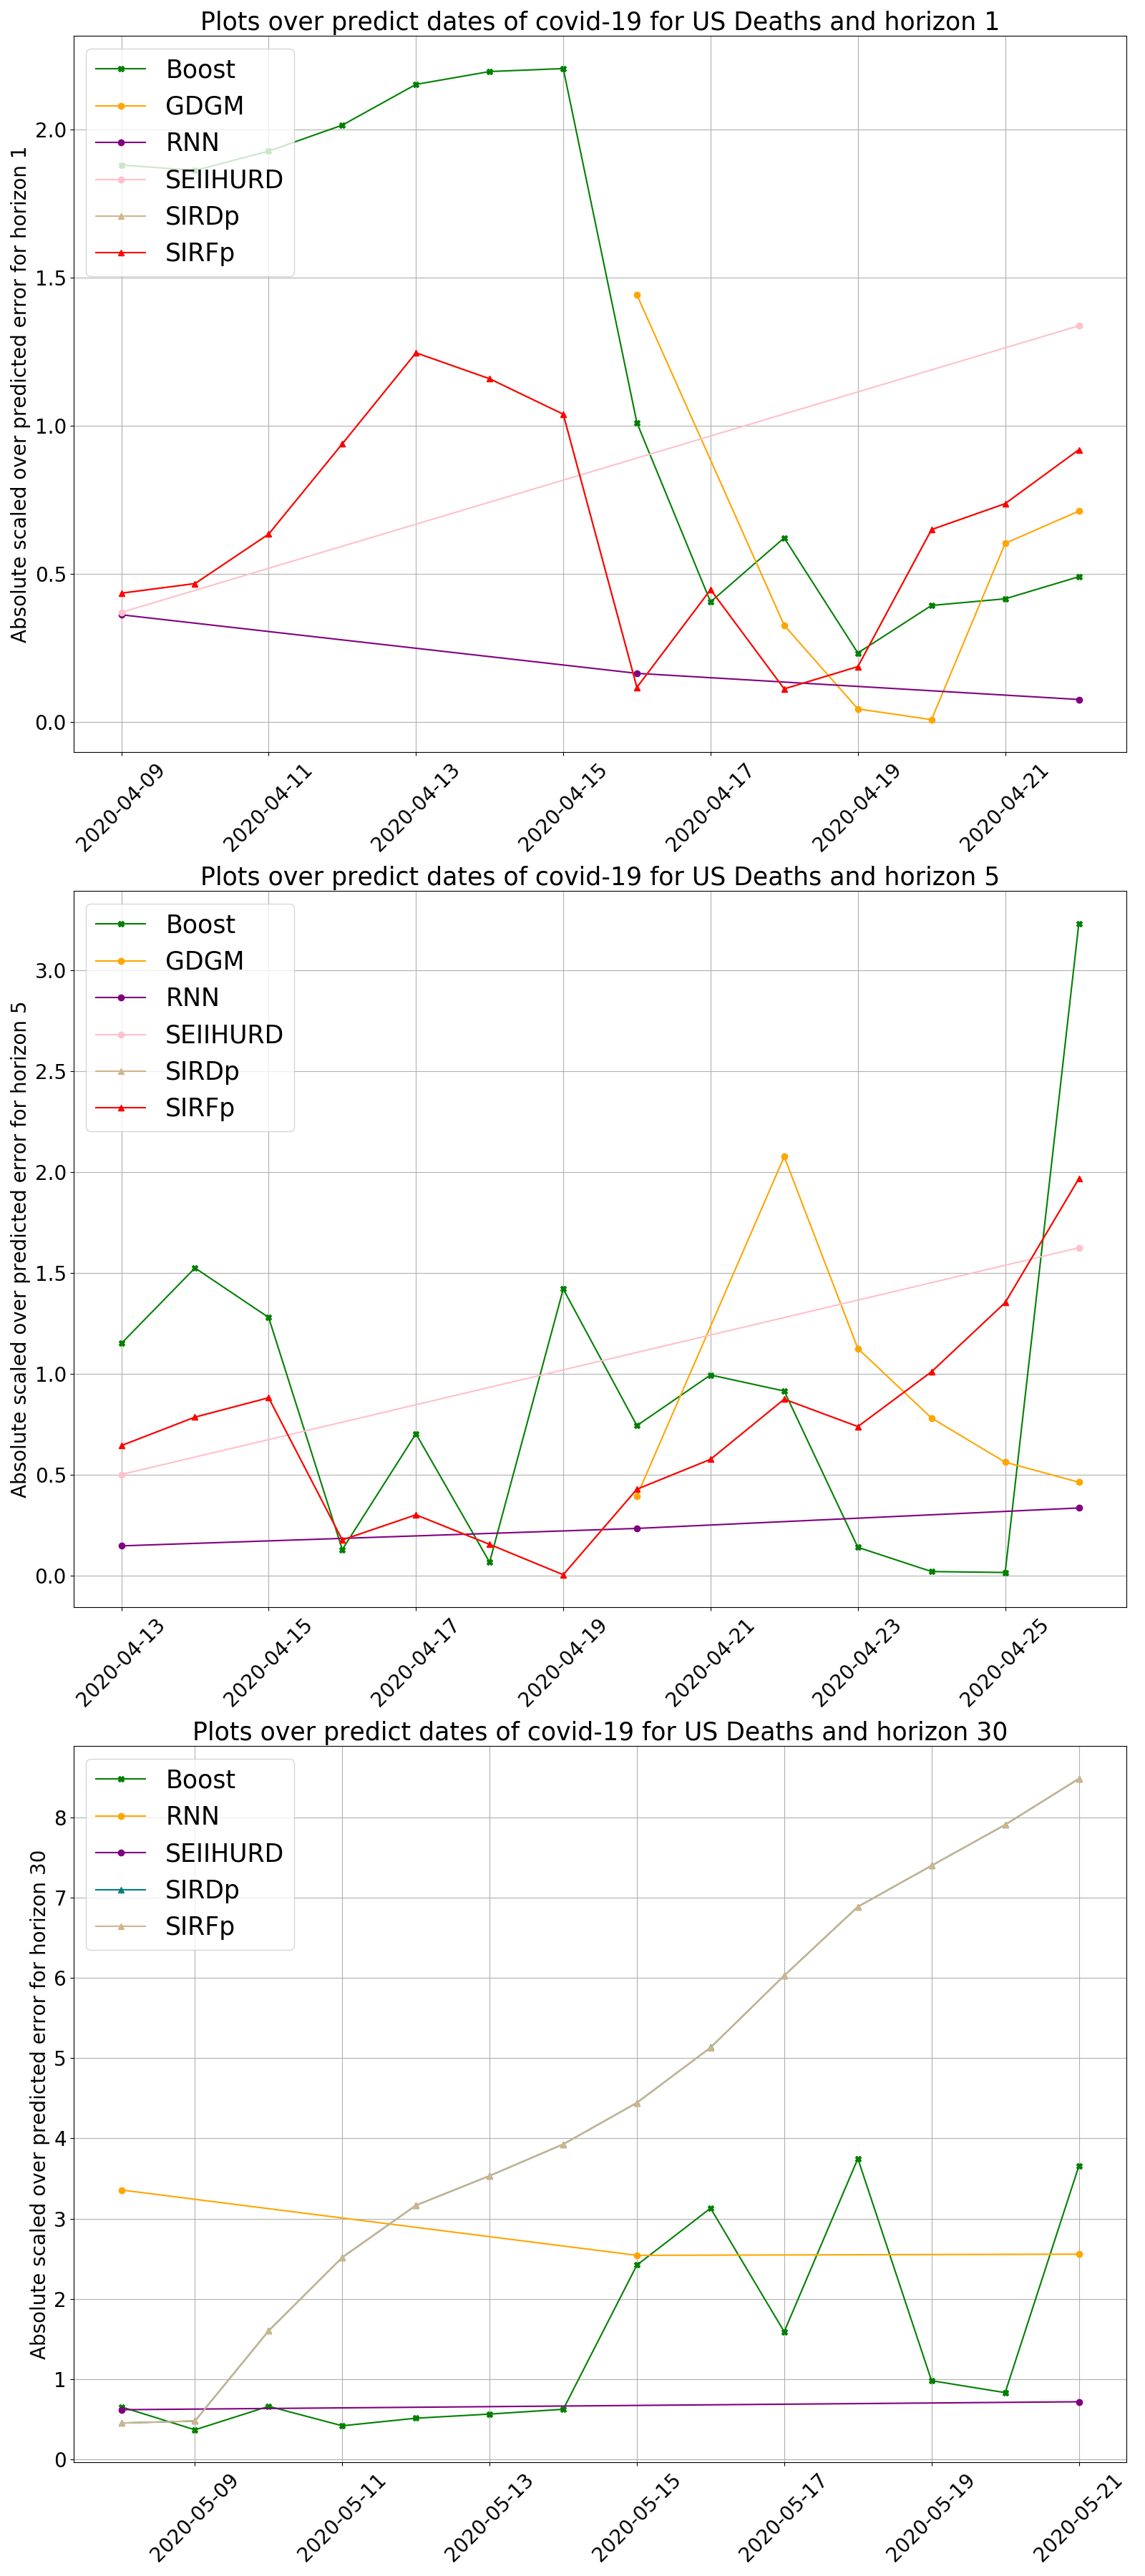 Plots over predict dates of covid-19 for US Deaths and horizon 1
Absolute scaled over predicted error for horizon 1
Boost
GDGM
RNN
SEIIHURD
SIRDp
SIRFp
2.0
1.5
1.0
0.5
0.0
2020-04-09
2020-04-11
2020-04-13
2020-04-15
2020-04-17
2020-04-19
2020-04-21
Plots over predict dates of covid-19 for US Deaths and horizon 5
Absolute scaled over predicted error for horizon 5
Boost
GDGM
RNN
SEIIHURD
SIRDp
SIRFp
3.0
2.5
2.0
1.5
1.0
0.5
0.0
2020-04-13
2020-04-15
2020-04-17
2020-04-19
2020-04-21
2020-04-23
2020-04-25
Plots over predict dates of covid-19 for US Deaths and horizon 30
Absolute scaled over predicted error for horizon 30
Boost
RNN
SEIIHURD
SIRDp
SIRFp
8
7
6
5
4
3
2
1
0
2020-05-09
2020-05-11
2020-05-13
2020-05-15
2020-05-17
2020-05-19
2020-05-21